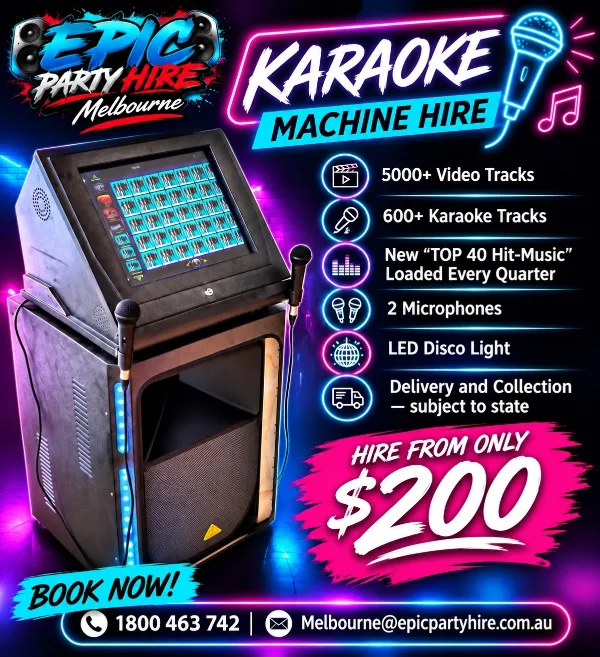 EPIC
PARTY HIRE
Melbourne
KARAOKE
MACHINE HIRE
5000+ Video Tracks
600+ Karaoke Tracks
New “TOP 40 Hit-Music”
Loaded Every Quarter
2 Microphones
LED Disco Light
Delivery and Collection
— subject to state
HIRE FROM ONLY
$200
BOOK NOW!
1800 463 742 | Melbourne@epicpartyhire.com.au